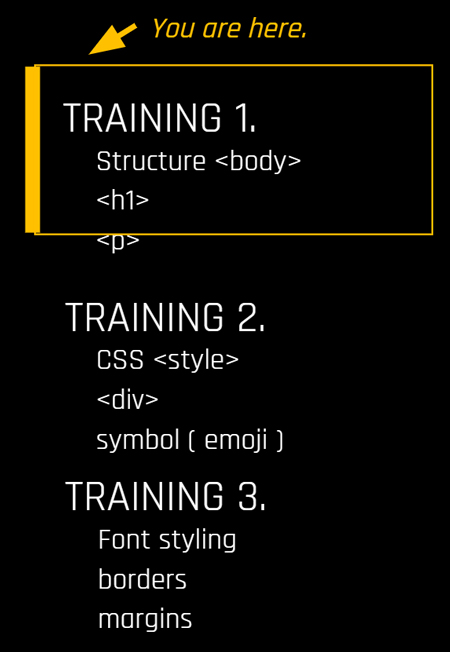 You are here.
TRAINING 1.
Structure <body>
<h1>
<p>
TRAINING 2.
CSS <style>
<div>
symbol ( emoji )
TRAINING 3.
Font styling
borders
margins